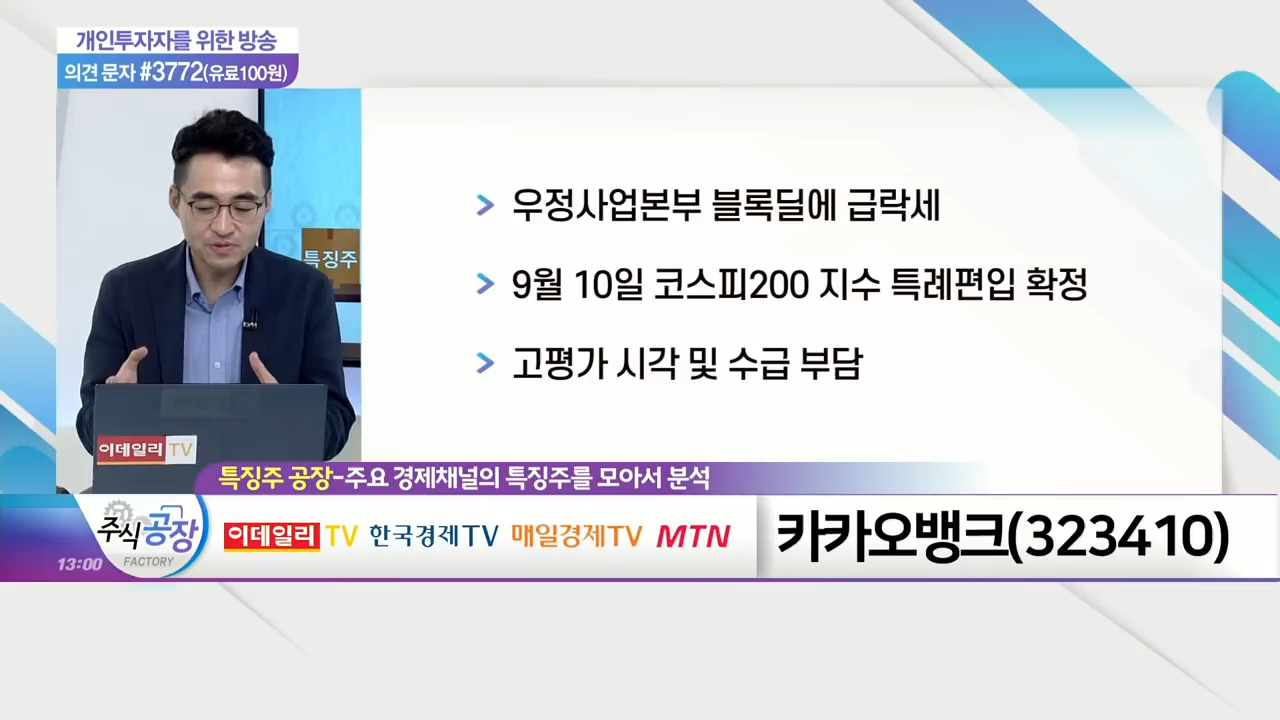 개인투자자를 위한 방송
의견 문자 #3772(유료100원)
특징주
우정사업본부 블록딜에 급락세
9월 10일 코스피200 지수 특례편입 확정
고평가 시각 및 수급 부담
이데일리 TV
특징주 공장-주요 경제채널의 특징주를 모아서 분석
주식공장
FACTORY
13:00
이데일리 TV 한국경제TV 매일경제TV MTN
카카오뱅크(323410)